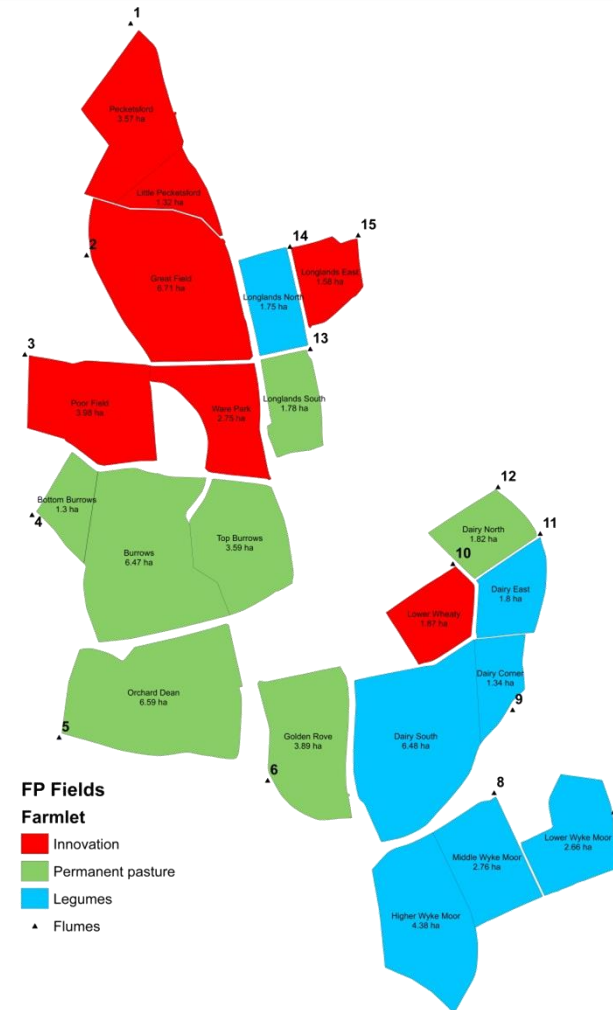 1
Pecketsford
3.57 ha
Little Pecketsford
1.32 ha
2
Great Field
6.71 ha
14
15
Longlands East
1.68 ha
Longlands North
1.75 ha
13
3
Poor Field
3.98 ha
Ware Park
2.75 ha
Longlands South
1.78 ha
Bottom Burrows
1.3 ha
4
Burrows
6.47 ha
Top Burrows
3.59 ha
12
Dairy North
1.82 ha
11
10
Dairy East
1.8 ha
Lower Wheaty
1.67 ha
Dairy Corner
1.34 ha
9
Orchard Dean
6.59 ha
5
Golden Rove
3.89 ha
6
Dairy South
6.48 ha
8
Lower Wyke Moor
2.66 ha
Middle Wyke Moor
2.76 ha
Higher Wyke Moor
4.38 ha
FP Fields
Farmlet
Innovation
Permanent pasture
Legumes
Flumes